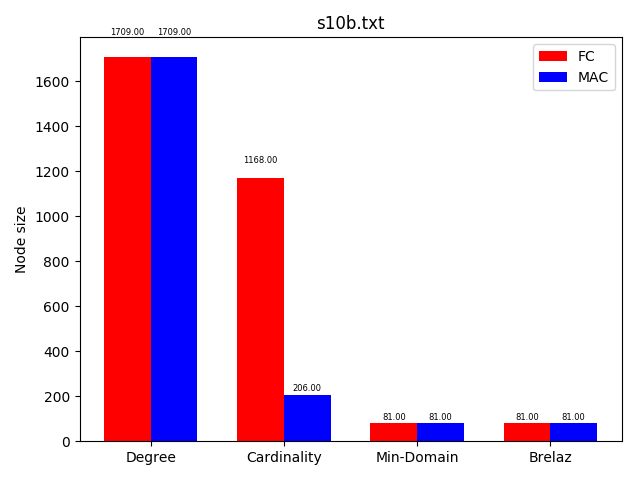 s10b.txt
1709.00 1709.00
FC
MAC
1168.00
206.00
81.00 81.00 81.00 81.00
Node size
1600
1400
1200
1000
800
600
400
200
0
Degree Cardinality Min-Domain Brelaz